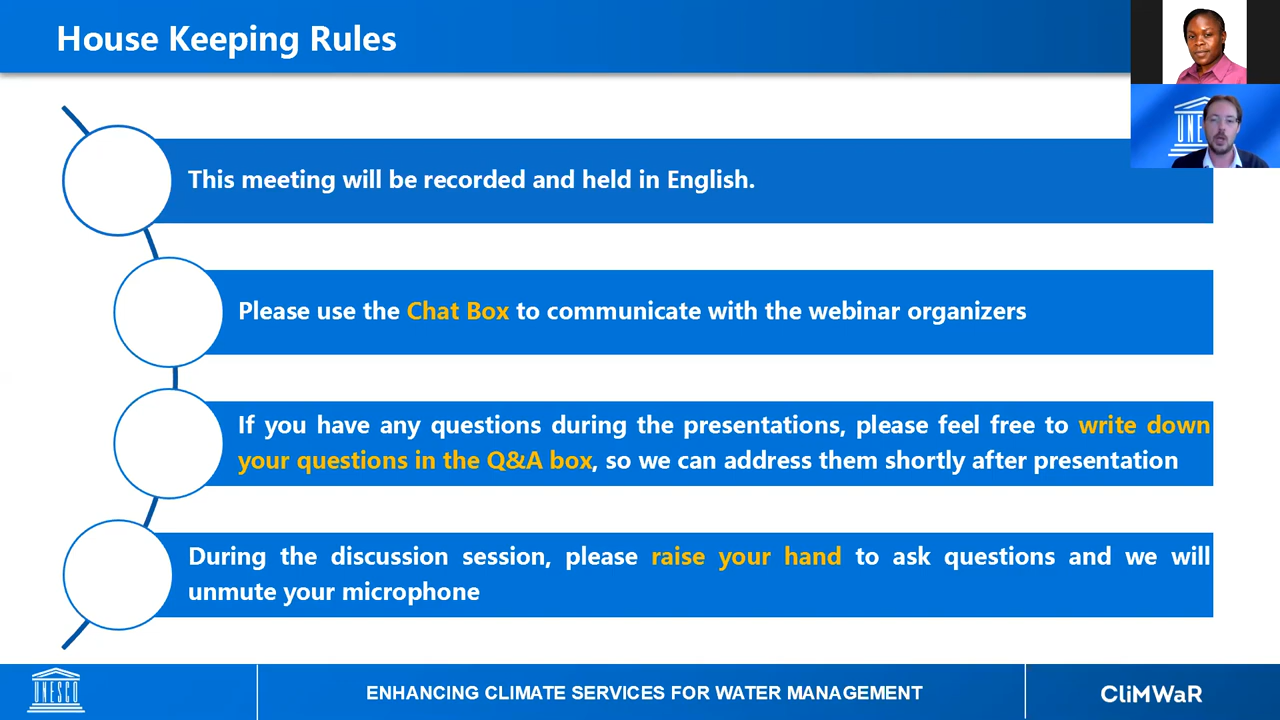 House Keeping Rules
UNE
This meeting will be recorded and held in English.
Please use the Chat Box to communicate with the webinar organizers
If you have any questions during the presentations, please feel free to write down
your questions in the Q&A box, so we can address them shortly after presentation
During the discussion session, please raise your hand to ask questions and we will
unmute your microphone
UNESCO
ENHANCING CLIMATE SERVICES FOR WATER MANAGEMENT
CliMWaR